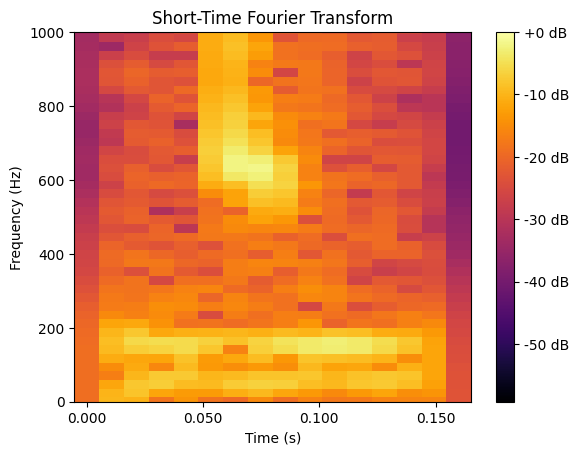 Short-Time Fourier Transform
1000
800
600
400
200
0
Frequency (Hz)
0.000
0.050
0.100
0.150
Time (s)
+0 dB
-10 dB
-20 dB
-30 dB
-40 dB
-50 dB